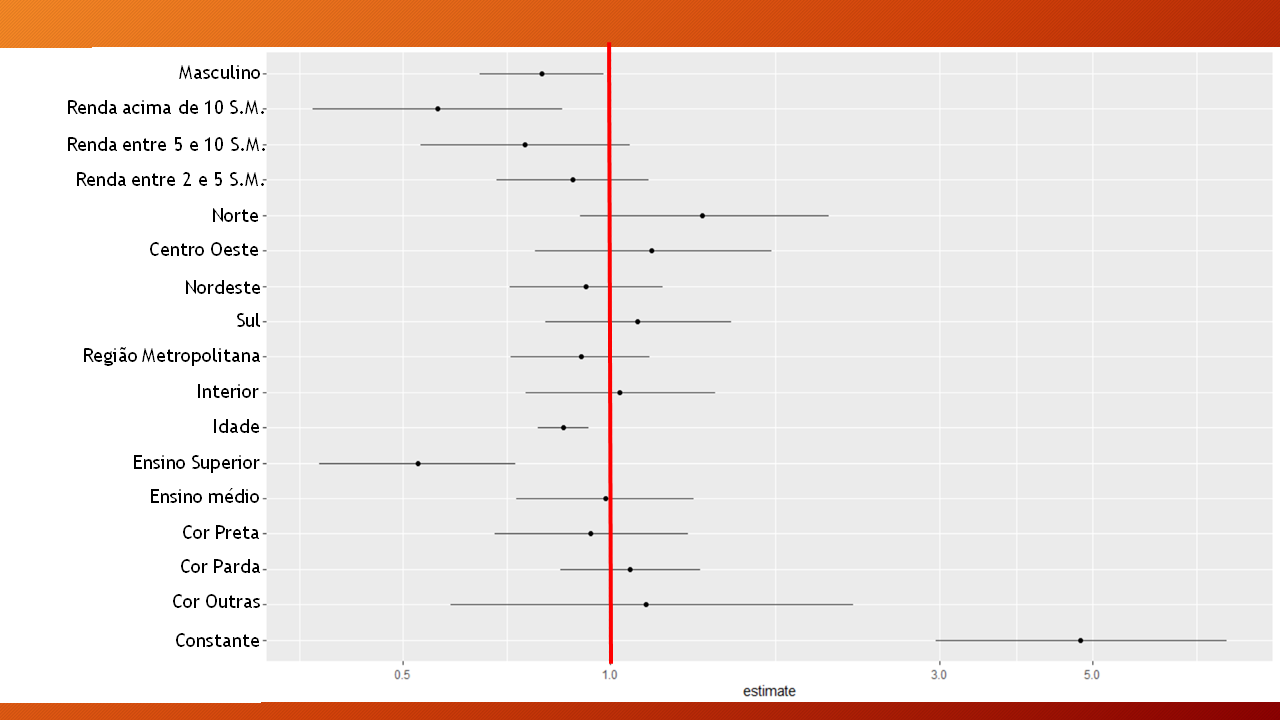 Masculino
Renda acima de 10 S.M.
Renda entre 5 e 10 S.M.
Renda entre 2 e 5 S.M.
Norte
Centro Oeste
Nordeste
Sul
Região Metropolitana
Interior
Idade
Ensino Superior
Ensino médio
Cor Preta
Cor Parda
Cor Outras
Constante
0.5 1.0 3.0 5.0
estimate